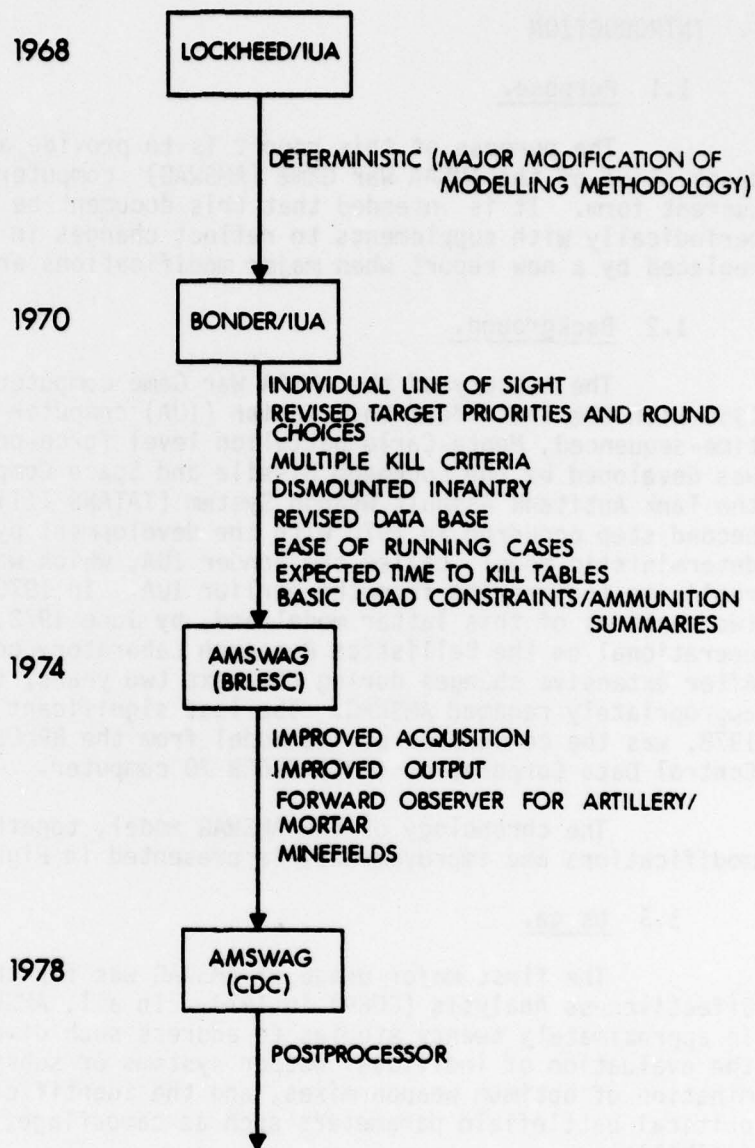 1968
LOCKHEED/IUA
DETERMINISTIC (MAJOR MODIFICATION OF
MODELLING METHODOLOGY)
1970
BONDER/IUA
INDIVIDUAL LINE OF SIGHT
REVISED TARGET PRIORITIES AND ROUND
CHOICES
MULTIPLE KILL CRITERIA
DISMOUNTED INFANTRY
REVISED DATA BASE
EASE OF RUNNING CASES
EXPECTED TIME TO KILL TABLES
BASIC LOAD CONSTRAINTS/AMMUNITION
SUMMARIES
1974
AMSWAG
(BRLESC)
IMPROVED ACQUISITION
IMPROVED OUTPUT
FORWARD OBSERVER FOR ARTILLERY/
MORTAR
MINEFIELDS
1978
AMSWAG
(CDC)
POSTPROCESSOR